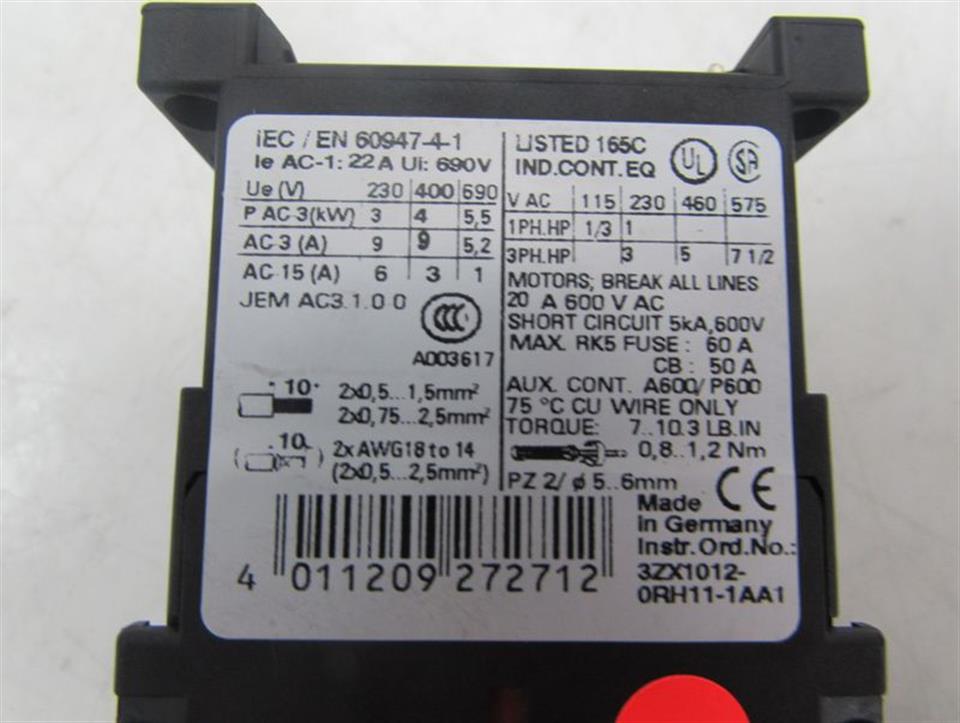 IEC / EN 60947-4-1
Ie AC-1: 22A Ui: 690V
Ue (V) 230 400 690
P AC-3(kW) 3 4 5,5
AC-3 (A) 9 9 5,2
AC-15 (A) 6 3 1
JEM AC3.1.0 0
CCC
A003617
10
2x0,5...1,5mm²
2x0,75...2,5mm²
10
2x AWG18 to 14
(2x0,5...2,5mm²)
LISTED 165C
IND.CONT.EQ
UL
SA
V AC 115 230 460 575
1PH.HP 1/3 1 - -
3PH.HP 3 5 7 1/2
MOTORS; BREAK ALL LINES
20 A 600 V AC
SHORT CIRCUIT 5kA,600V
MAX. RK5 FUSE : 60 A
CB : 50 A
AUX. CONT. A600/P600
75 °C CU WIRE ONLY
TORQUE: 7..10.3 LB.IN
0,8..1,2 Nm
PZ 2/ ø 5..6mm
CE
Made
in Germany
Instr.Ord.No.:
3ZX1012-
0RH11-1AA1
4 011209 272712